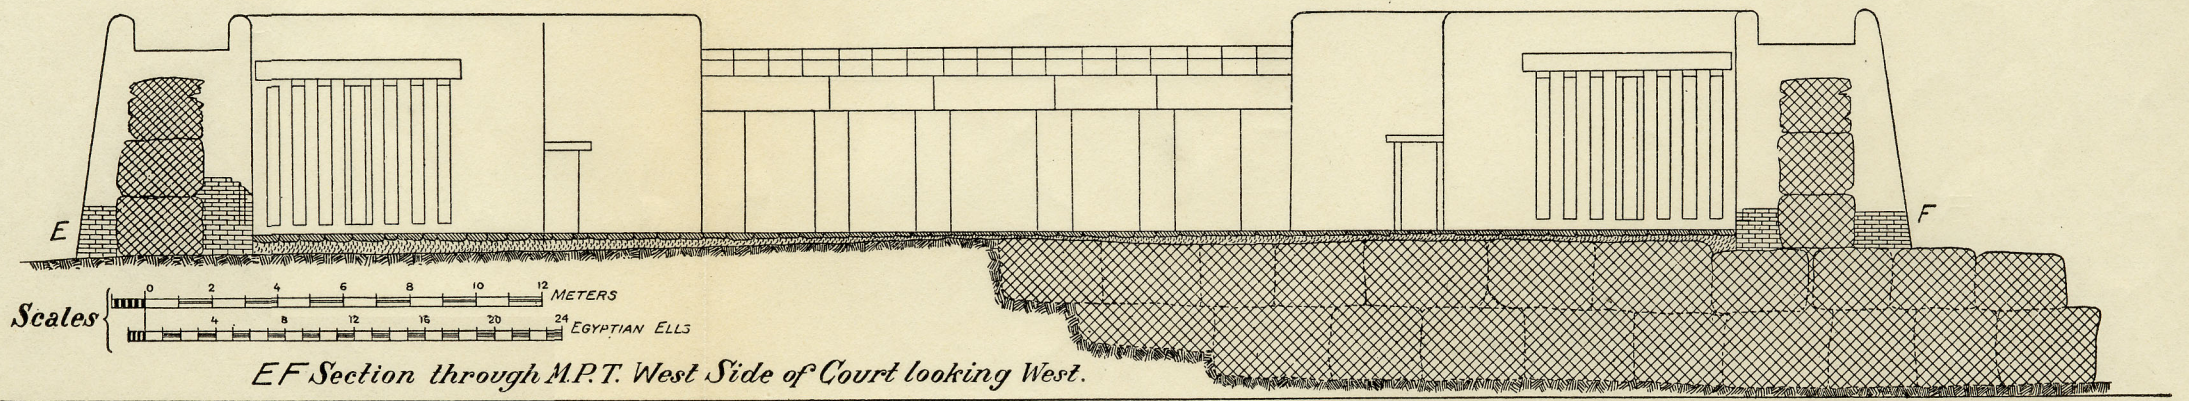 E
F
0 2 4 6 8 10 12 METERS
Scales
4 8 12 16 20 24 EGYPTIAN ELLS
EF Section through M.P.T. West Side of Court looking West.